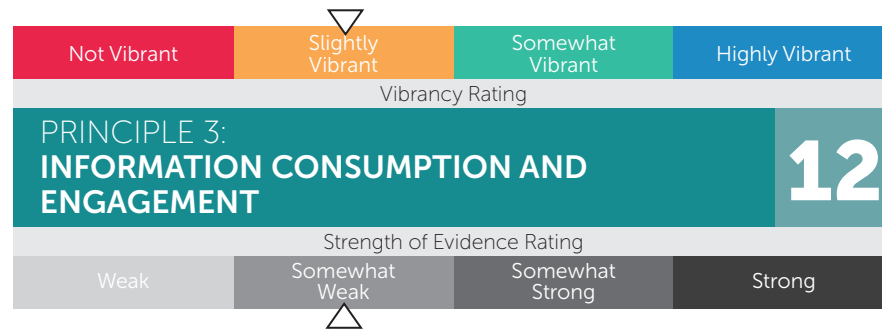 Not Vibrant
Slightly
Vibrant
Somewhat
Vibrant
Highly Vibrant
Vibrancy Rating
PRINCIPLE 3:
INFORMATION CONSUMPTION AND
ENGAGEMENT
12
Strength of Evidence Rating
Weak
Somewhat
Weak
Somewhat
Strong
Strong